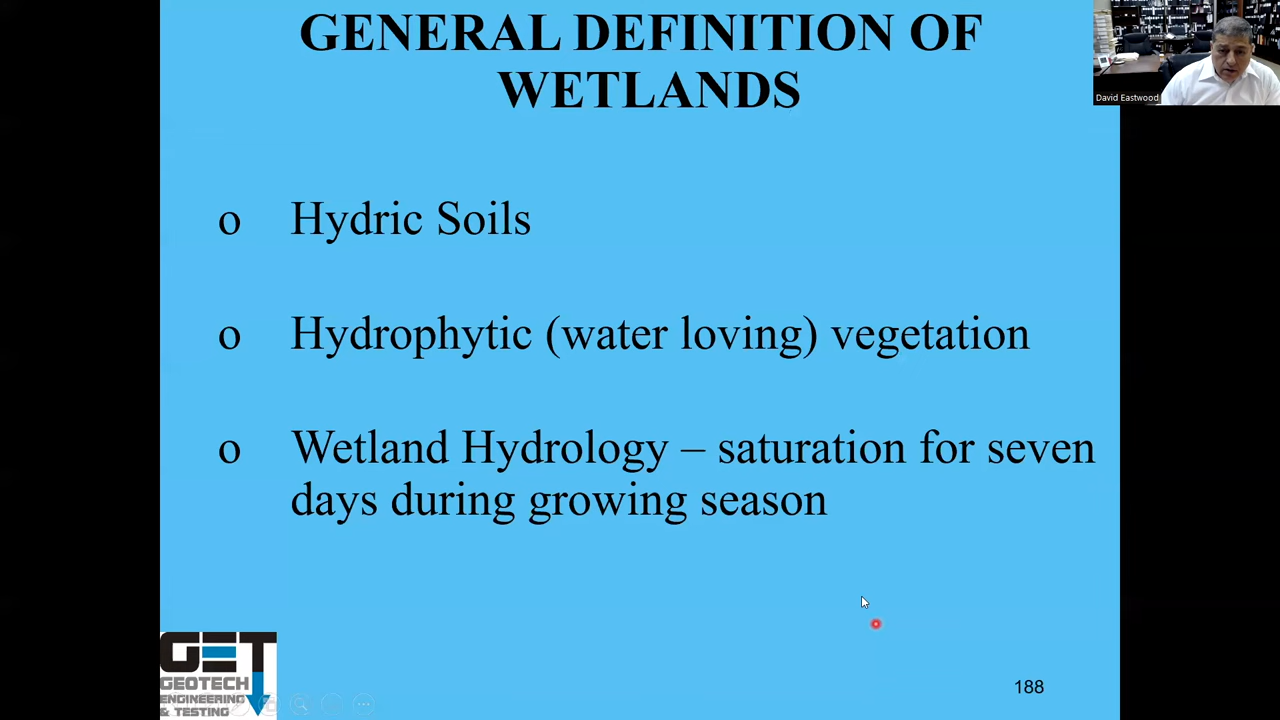 GENERAL DEFINITION OF
WETLANDS
David Eastwood
o Hydric Soils
o Hydrophytic (water loving) vegetation
o Wetland Hydrology – saturation for seven
days during growing season
GET
GEOTECH
ENGINEERING
& TESTING
188